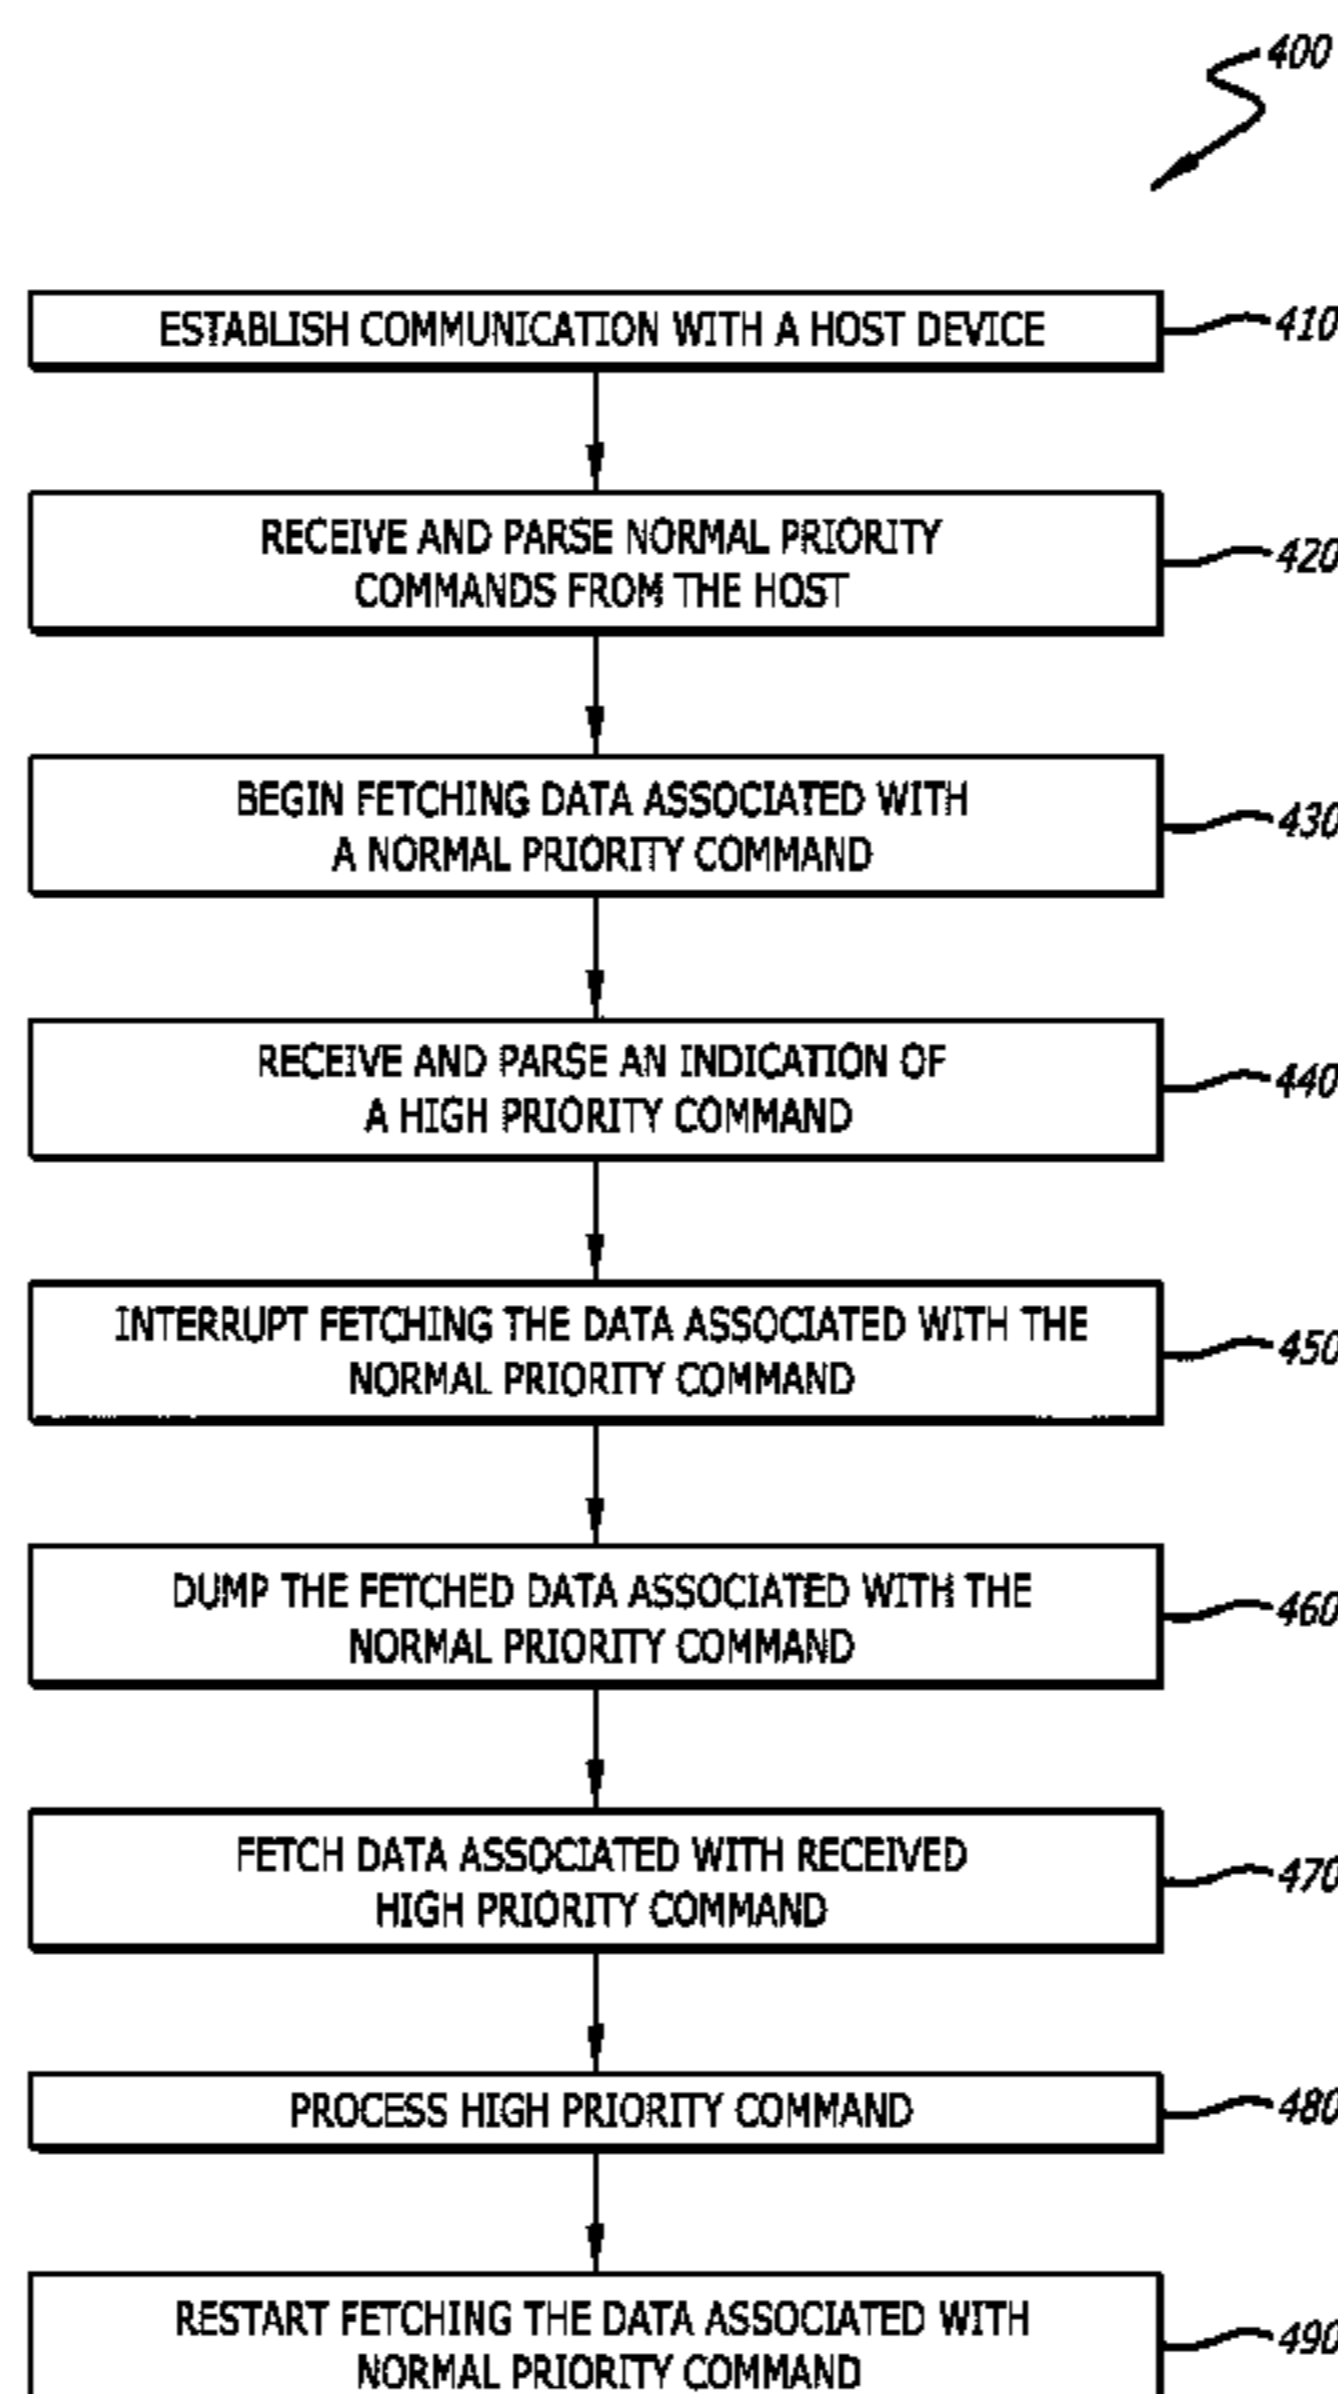 400
ESTABLISH COMMUNICATION WITH A HOST DEVICE
410
RECEIVE AND PARSE NORMAL PRIORITY
COMMANDS FROM THE HOST
420
BEGIN FETCHING DATA ASSOCIATED WITH
A NORMAL PRIORITY COMMAND
430
RECEIVE AND PARSE AN INDICATION OF
A HIGH PRIORITY COMMAND
440
INTERRUPT FETCHING THE DATA ASSOCIATED WITH THE
NORMAL PRIORITY COMMAND
450
DUMP THE FETCHED DATA ASSOCIATED WITH THE
NORMAL PRIORITY COMMAND
460
FETCH DATA ASSOCIATED WITH RECEIVED
HIGH PRIORITY COMMAND
470
PROCESS HIGH PRIORITY COMMAND
480
RESTART FETCHING THE DATA ASSOCIATED WITH
NORMAL PRIORITY COMMAND
490